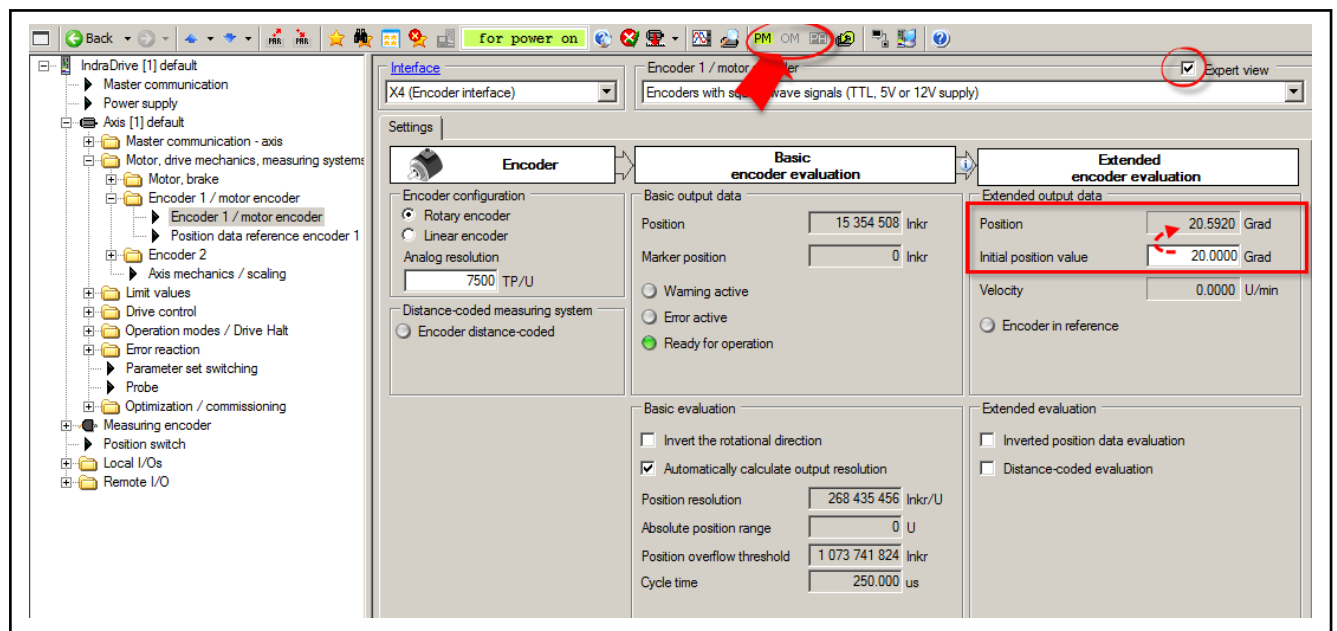 Back
for power on
PM OM
IndraDrive [1] default
Master communication
Power supply
Axis [1] default
Master communication - axis
Motor, drive mechanics, measuring systems
Motor, brake
Encoder 1 / motor encoder
Encoder 1 / motor encoder
Position data reference encoder 1
Encoder 2
Axis mechanics / scaling
Limit values
Drive control
Operation modes / Drive Halt
Error reaction
Parameter set switching
Probe
Optimization / commissioning
Measuring encoder
Position switch
Local I/Os
Remote I/O
Interface
X4 (Encoder interface)
Encoder 1 / motor
Expert view
Encoders with signals (TTL, 5V or 12V supply)
Settings
Encoder
Encoder configuration
Rotary encoder
Linear encoder
Analog resolution
7500 TP/U
Distance-coded measuring system
Encoder distance-coded
Basic
encoder evaluation
Basic output data
Position 15 354 508 Inkr
Marker position 0 Inkr
Warning active
Error active
Ready for operation
Basic evaluation
Invert the rotational direction
Automatically calculate output resolution
Position resolution 268 435 456 Inkr/U
Absolute position range 0 U
Position overflow threshold 1 073 741 824 Inkr
Cycle time 250.000 us
Extended
encoder evaluation
Extended output data
Position 20.5920 Grad
Initial position value 20.0000 Grad
Velocity 0.0000 U/min
Encoder in reference
Extended evaluation
Inverted position data evaluation
Distance-coded evaluation